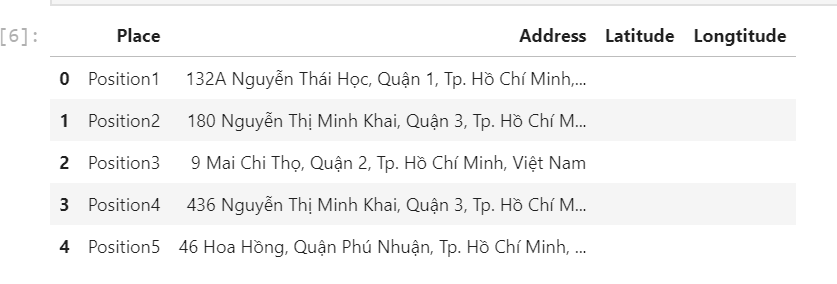 [6]:
Place Address Latitude Longtitude
0 Position1 132A Nguyễn Thái Học, Quận 1, Tp. Hồ Chí Minh,...
1 Position2 180 Nguyễn Thị Minh Khai, Quận 3, Tp. Hồ Chí M...
2 Position3 9 Mai Chi Thọ, Quận 2, Tp. Hồ Chí Minh, Việt Nam
3 Position4 436 Nguyễn Thị Minh Khai, Quận 3, Tp. Hồ Chí M...
4 Position5 46 Hoa Hồng, Quận Phú Nhuận, Tp. Hồ Chí Minh, ...